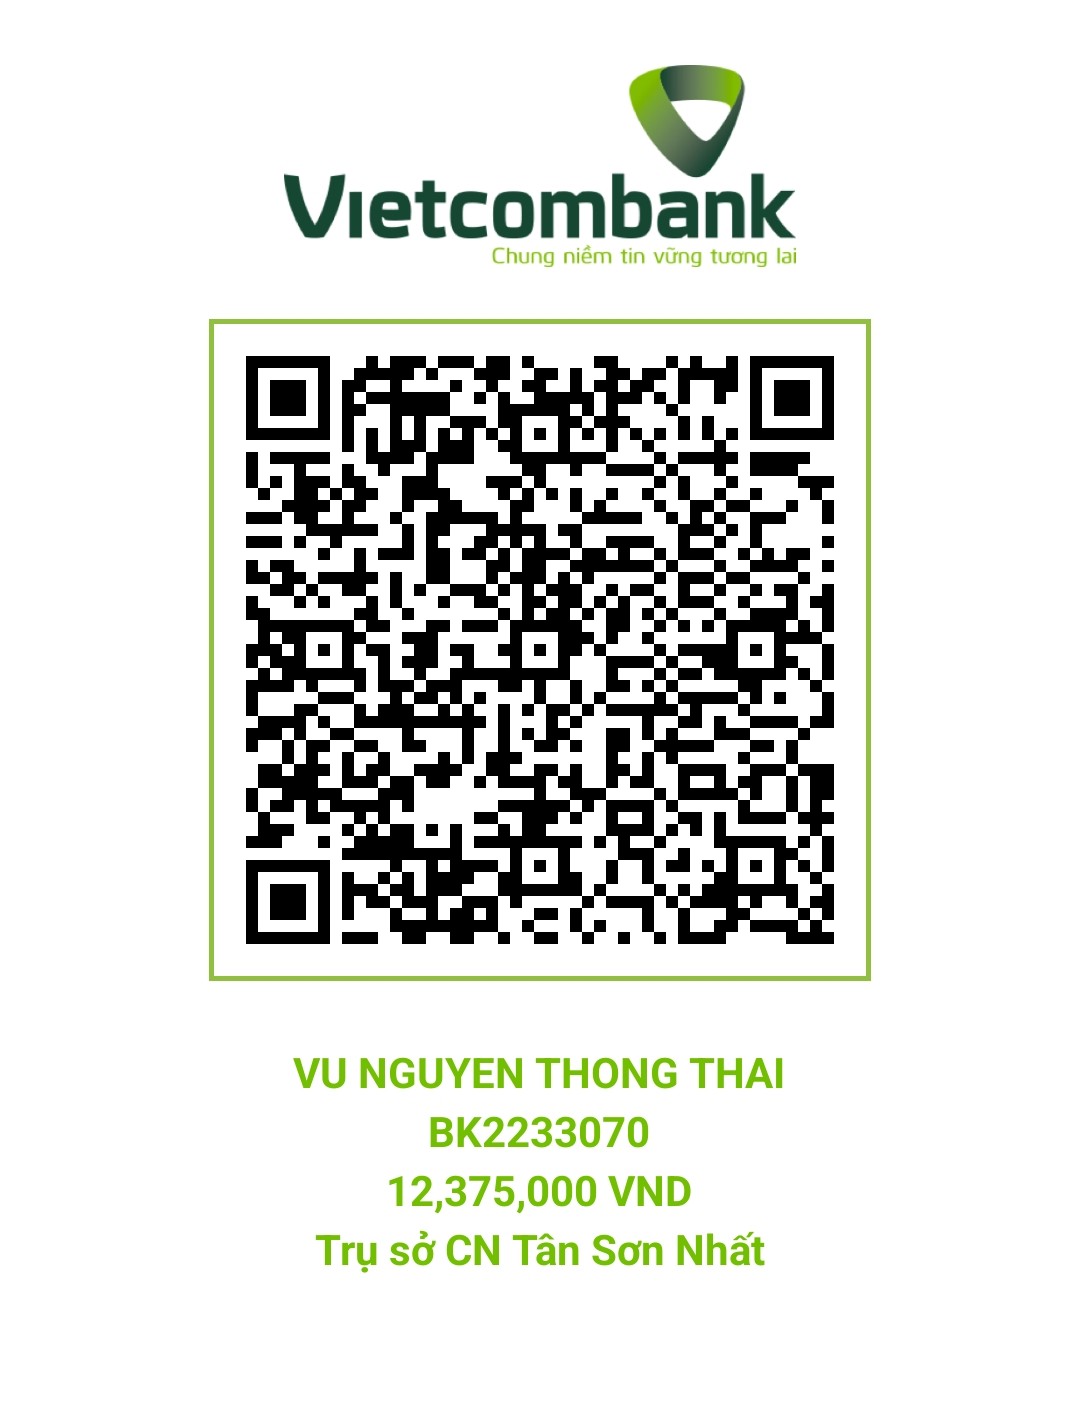 Vietcombank
Chung niềm tin vững tương lai
VU NGUYEN THONG THAI
BK2233070
12,375,000 VND
Trụ sở CN Tân Sơn Nhất